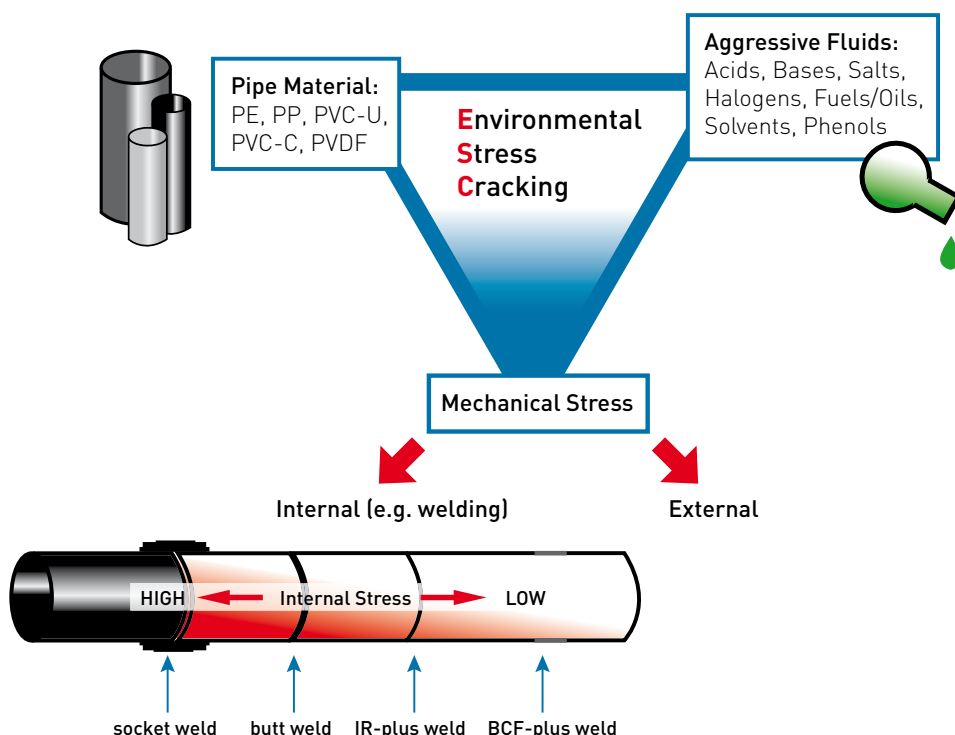 Pipe Material:
PE, PP, PVC-U,
PVC-C, PVDF
Aggressive Fluids:
Acids, Bases, Salts,
Halogens, Fuels/Oils,
Solvents, Phenols
Environmental
Stress
Cracking
Mechanical Stress
Internal (e.g. welding)
External
HIGH
Internal Stress
LOW
socket weld
butt weld
IR-plus weld
BCF-plus weld